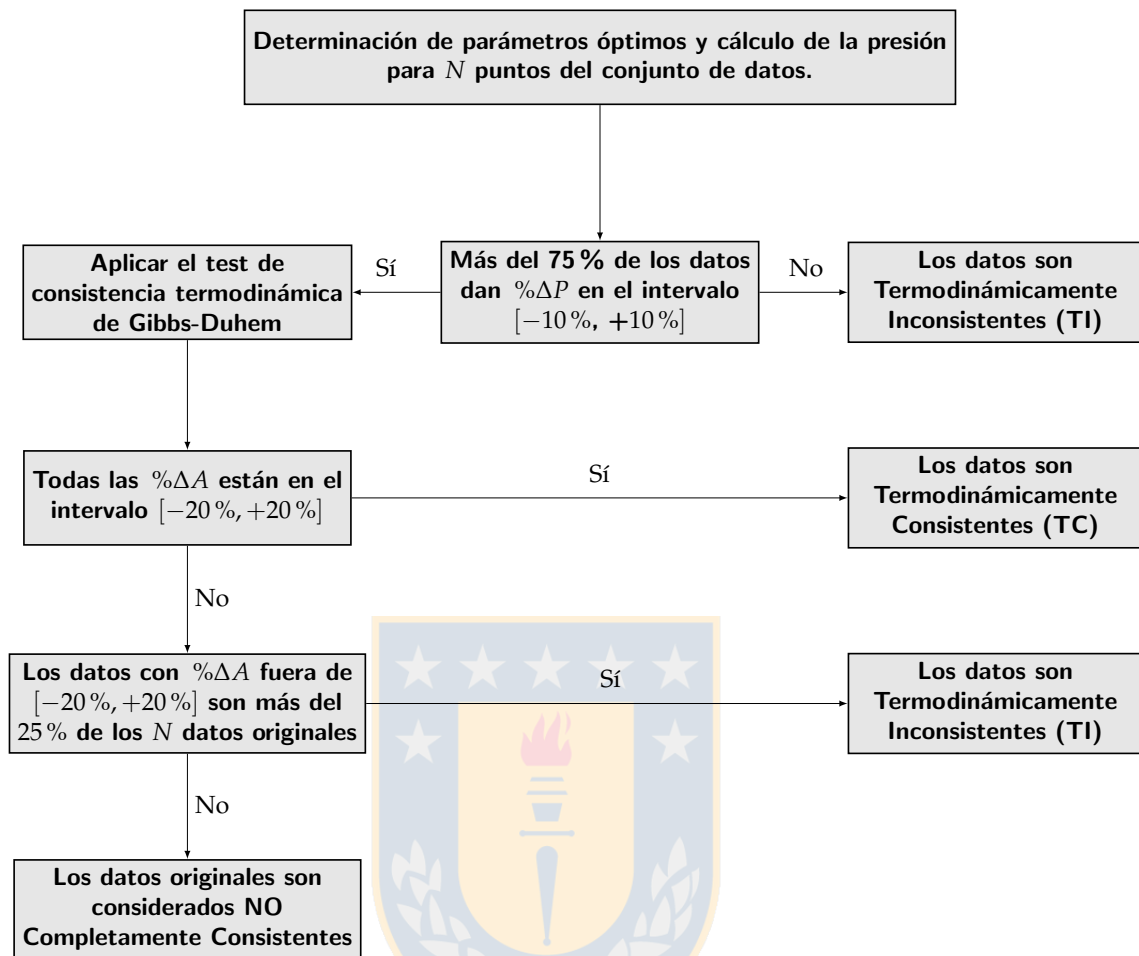 Determinación de parámetros óptimos y cálculo de la presión
para N puntos del conjunto de datos.
Aplicar el test de
consistencia termodinámica
de Gibbs-Duhem
Sí
Más del 75 % de los datos
dan %ΔP en el intervalo
[−10 %, +10 %]
No
Los datos son
Termodinámicamente
Inconsistentes (TI)
Todas las %ΔA están en el
intervalo [−20 %, +20 %]
Sí
Los datos son
Termodinámicamente
Consistentes (TC)
No
Los datos con %ΔA fuera de
[−20 %, +20 %] son más del
25 % de los N datos originales
Sí
Los datos son
Termodinámicamente
Inconsistentes (TI)
No
Los datos originales son
considerados NO
Completamente Consistentes